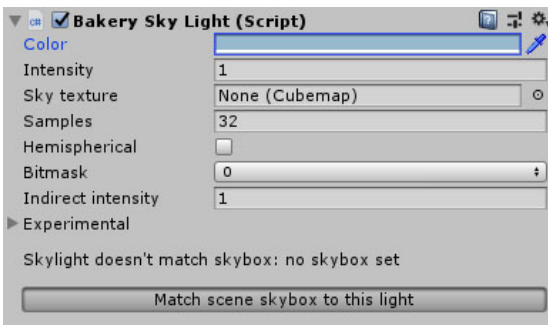 Bakery Sky Light (Script)
Color
Intensity 1
Sky texture None (Cubemap)
Samples 32
Hemispherical
Bitmask 0
Indirect intensity 1
Experimental
Skylight doesn't match skybox: no skybox set
Match scene skybox to this light